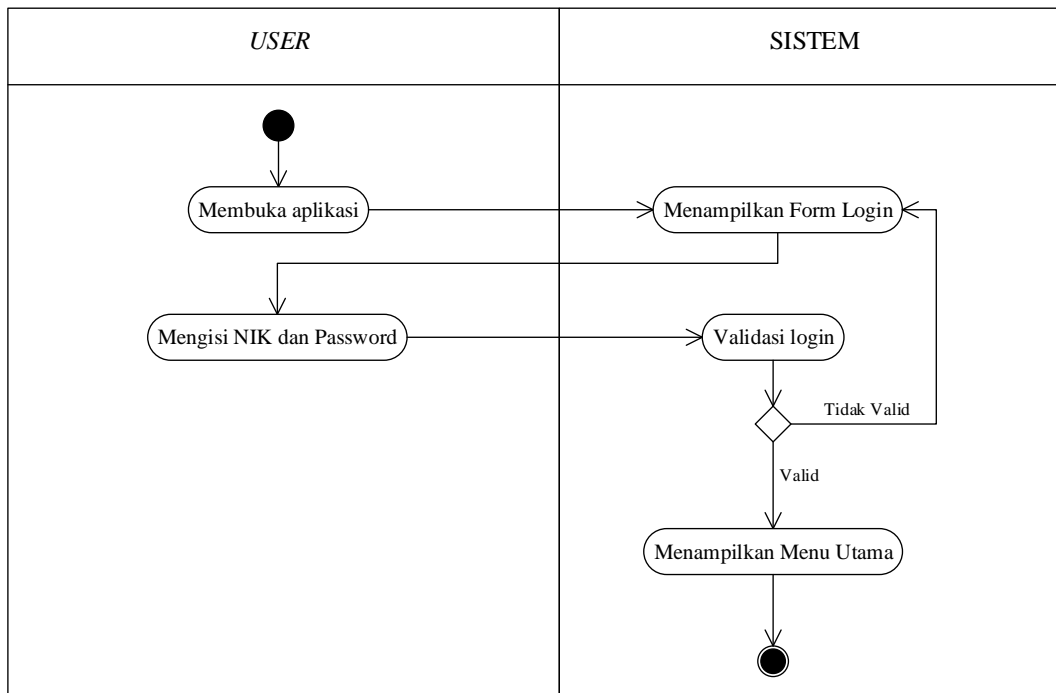 USER
SISTEM
Membuka aplikasi
Menampilkan Form Login
Mengisi NIK dan Password
Validasi login
Tidak Valid
Valid
Menampilkan Menu Utama